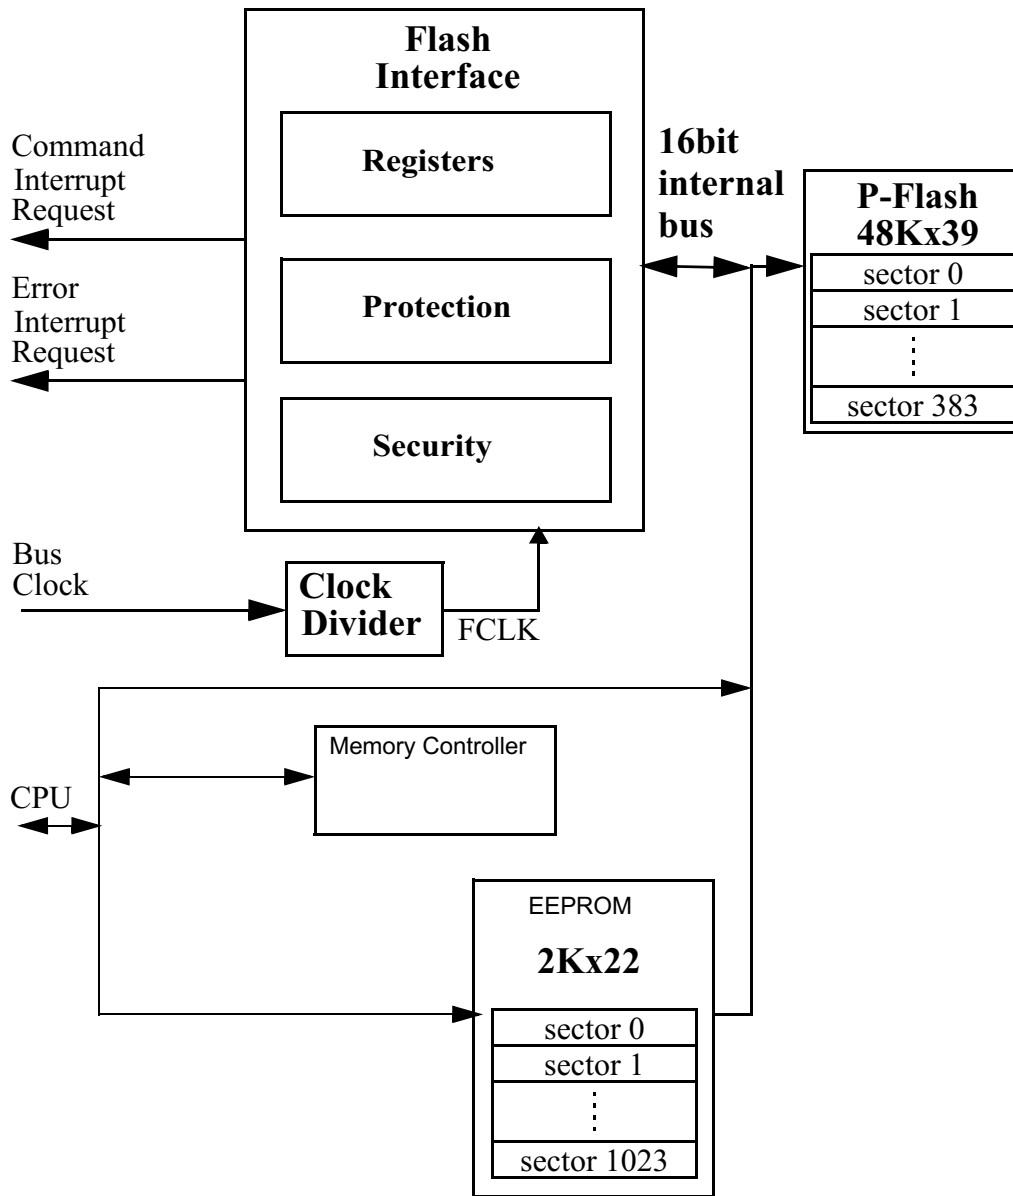 Flash
Interface
Registers
Protection
Security
Command
Interrupt
Request
Error
Interrupt
Request
16bit
internal
bus
P-Flash
48Kx39
sector 0
sector 1
sector 383
Bus
Clock
Clock
Divider
FCLK
Memory Controller
CPU
EEPROM
2Kx22
sector 0
sector 1
sector 1023